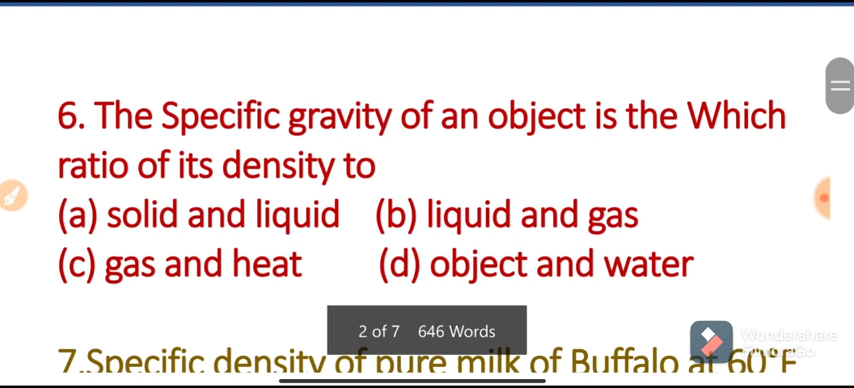 6. The Specific gravity of an object is the Which
ratio of its density to
(a) solid and liquid (b) liquid and gas
(c) gas and heat (d) object and water
2 of 7 646 Words
Wondershare
FilmoraGo
7.Specific density of pure milk of Buffalo at 60°F